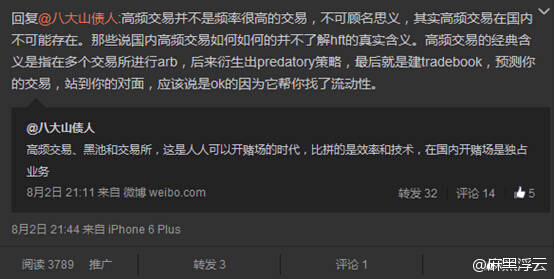 回复@八大山债人:高频交易并不是频率很高的交易，不可顾名思义，其实高频交易在国内
不可能存在。那些说国内高频交易如何如何的并不了解hft的真实含义。高频交易的经典含
义是指在多个交易所进行arb，后来衍生出predatory策略，最后就是建tradebook，预测你
的交易，站到你的对面，应该说是ok的因为它帮你找了流动性。
@八大山债人
高频交易、黑池和交易所，这是人人可以开赌场的时代，比拼的是效率和技术，在国内开赌场是独占
业务
8月2日 21:11 来自 微博 weibo.com
转发 32
评论 14
5
8月2日 21:44 来自 iPhone 6 Plus
阅读 3789
推广
转发 3
评论 1
@麻黑浮云